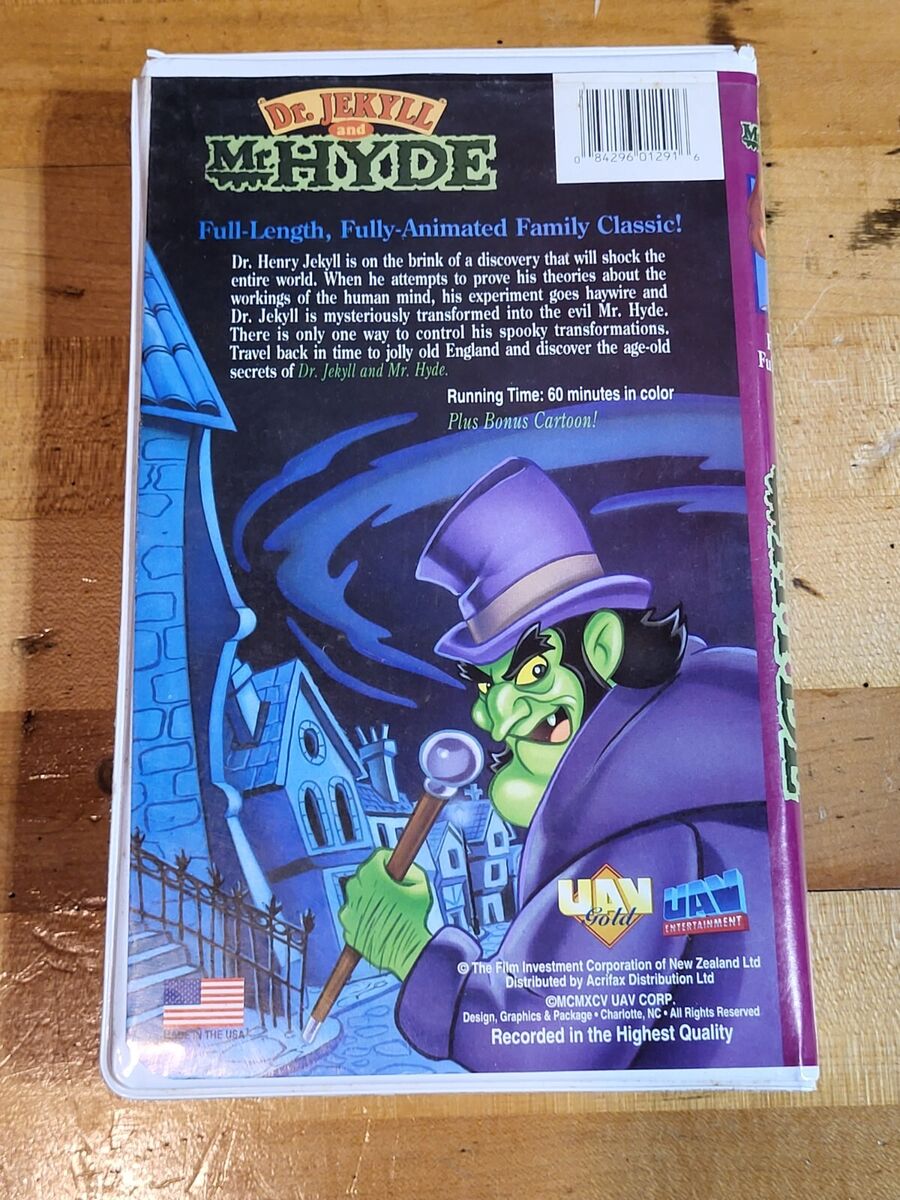 Dr. JEKYLL
and
Mr. HYDE
0 84296 01291 6
Full-Length, Fully-Animated Family Classic!
Dr. Henry Jekyll is on the brink of a discovery that will shock the
entire world. When he attempts to prove his theories about the
workings of the human mind, his experiment goes haywire and
Dr. Jekyll is mysteriously transformed into the evil Mr. Hyde.
There is only one way to control his spooky transformations.
Travel back in time to jolly old England and discover the age-old
secrets of Dr. Jekyll and Mr. Hyde.
Running Time: 60 minutes in color
Plus Bonus Cartoon!
UAV
Gold
UAV
ENTERTAINMENT
© The Film Investment Corporation of New Zealand Ltd
Distributed by Acrifax Distribution Ltd
©MCMXCV UAV CORP.
Design, Graphics & Package • Charlotte, NC • All Rights Reserved
Recorded in the Highest Quality
MADE IN THE USA